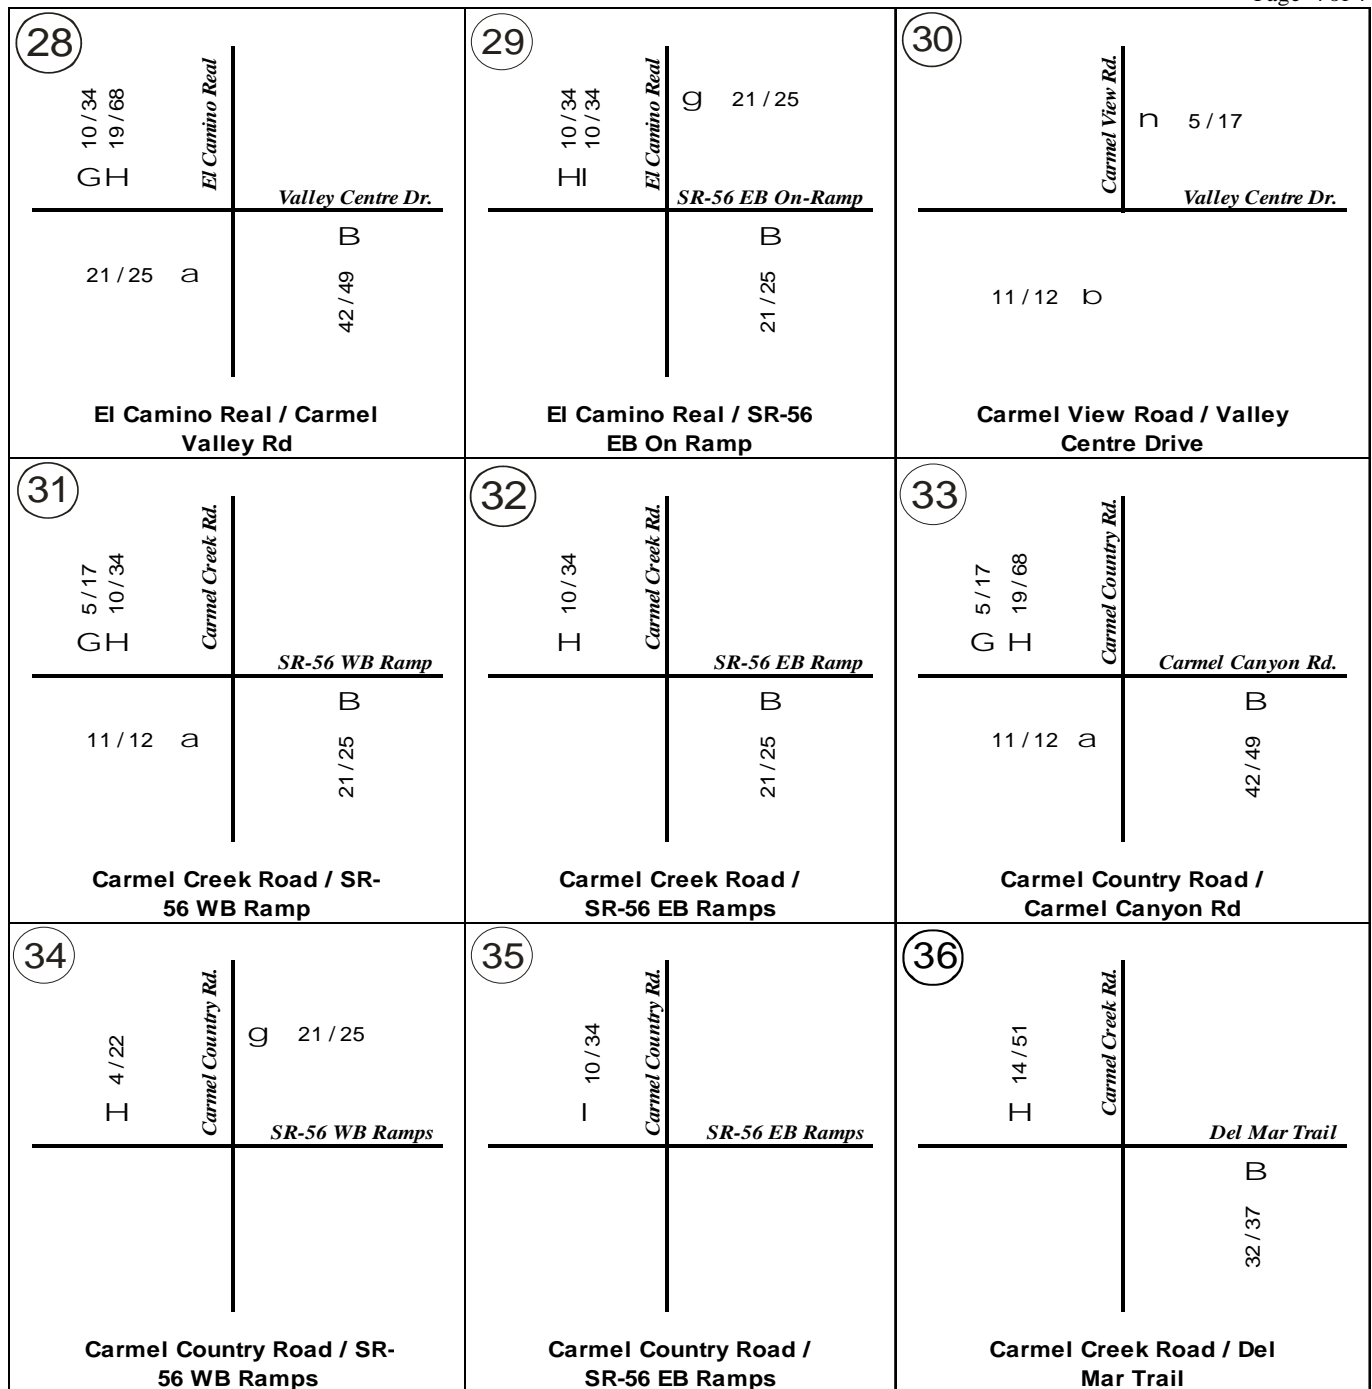 28
10 / 34
19 / 68
GH
El Camino Real
Valley Centre Dr.
21 / 25 a
B
42 / 49
El Camino Real / Carmel
Valley Rd
29
10 / 34
10 / 34
HI
El Camino Real
g 21 / 25
SR-56 EB On-Ramp
B
21 / 25
El Camino Real / SR-56
EB On Ramp
30
Carmel View Rd.
n 5 / 17
Valley Centre Dr.
11 / 12 b
Carmel View Road / Valley
Centre Drive
31
5 / 17
10 / 34
GH
Carmel Creek Rd.
SR-56 WB Ramp
11 / 12 a
B
21 / 25
Carmel Creek Road / SR-
56 WB Ramp
32
10 / 34
H
Carmel Creek Rd.
SR-56 EB Ramp
B
21 / 25
Carmel Creek Road /
SR-56 EB Ramps
33
5 / 17
19 / 68
G H
Carmel Country Rd.
Carmel Canyon Rd.
11 / 12 a
B
42 / 49
Carmel Country Road /
Carmel Canyon Rd
34
4 / 22
H
Carmel Country Rd.
g 21 / 25
SR-56 WB Ramps
Carmel Country Road / SR-
56 WB Ramps
35
10 / 34
I
Carmel Country Rd.
SR-56 EB Ramps
Carmel Country Road /
SR-56 EB Ramps
36
14 / 51
H
Carmel Creek Rd.
Del Mar Trail
B
32 / 37
Carmel Creek Road / Del
Mar Trail